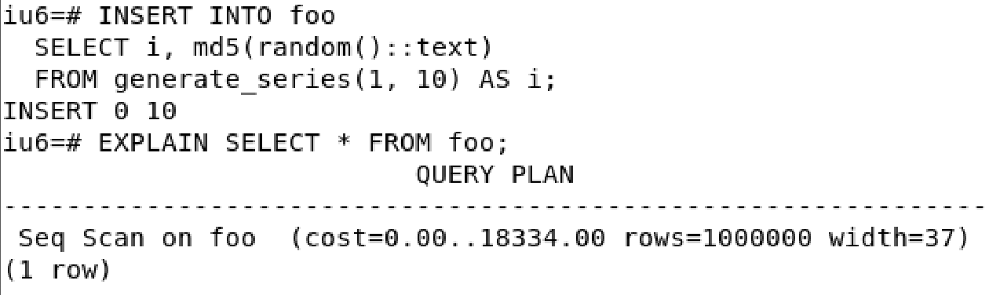 iu6=# INSERT INTO foo
  SELECT i, md5(random()::text)
  FROM generate_series(1, 10) AS i;
INSERT 0 10
iu6=# EXPLAIN SELECT * FROM foo;
                          QUERY PLAN
--------------------------------------------------------------
 Seq Scan on foo  (cost=0.00..18334.00 rows=1000000 width=37)
(1 row)